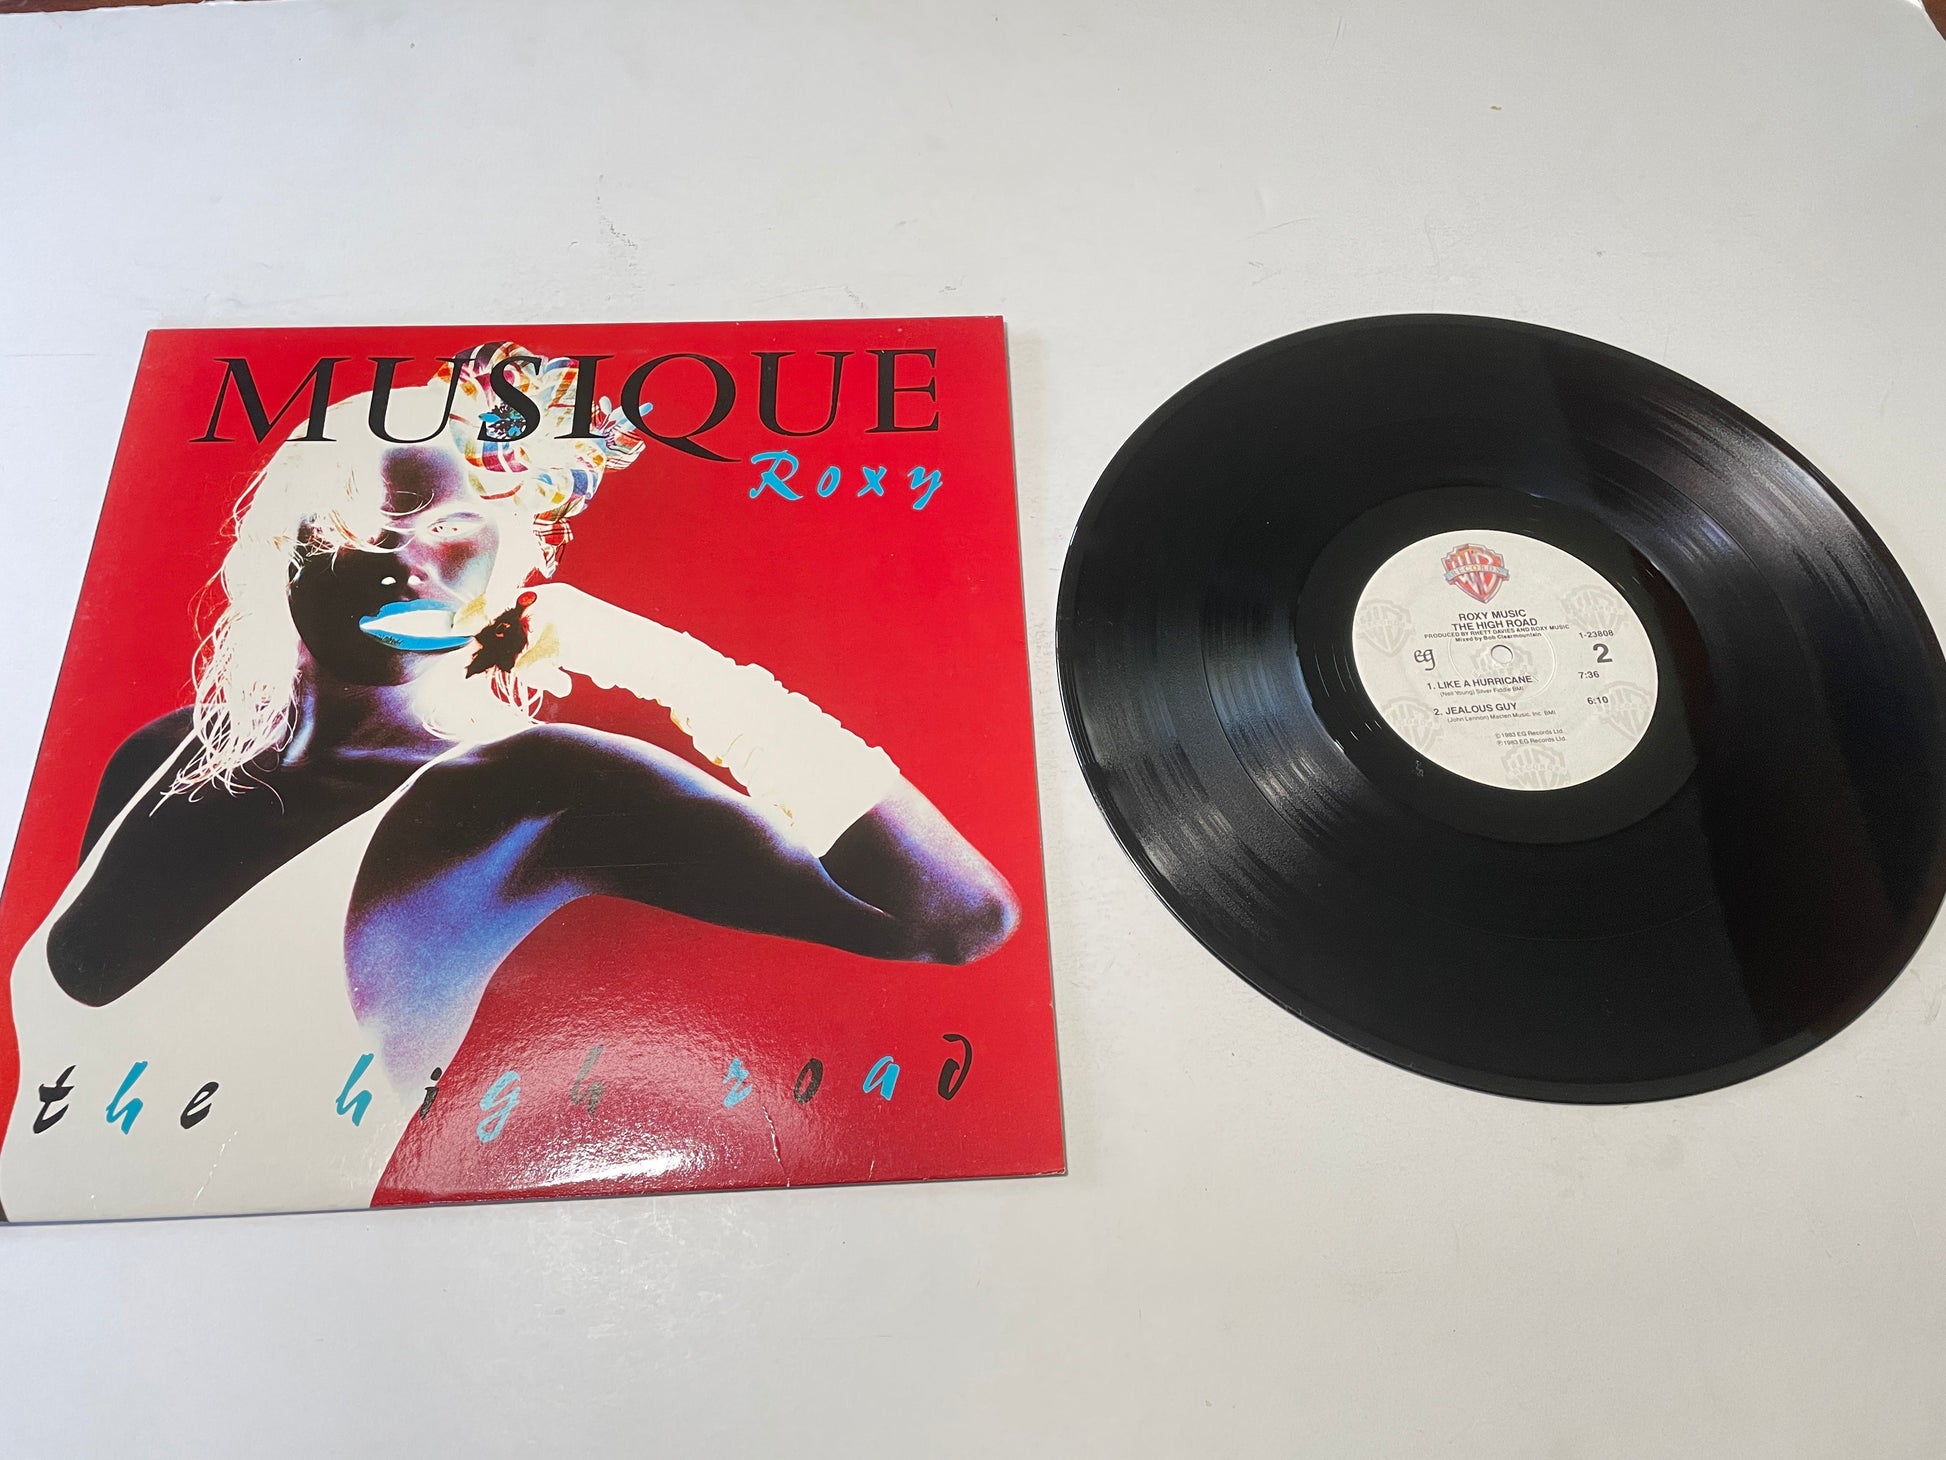 MUSIQUE
Roxy
the high road
WB
RECORDS
ROXY MUSIC
THE HIGH ROAD
PRODUCED BY RHETT DAVIES AND ROXY MUSIC
Mixed by Bob Clearmountain
1-23808
eg
2
1. LIKE A HURRICANE 7:36
(Neil Young) Silver Fiddle BMI
2. JEALOUS GUY 6:10
(John Lennon) Maclen Music, Inc. BMI
©1983 EG Records Ltd.
℗1983 EG Records Ltd.